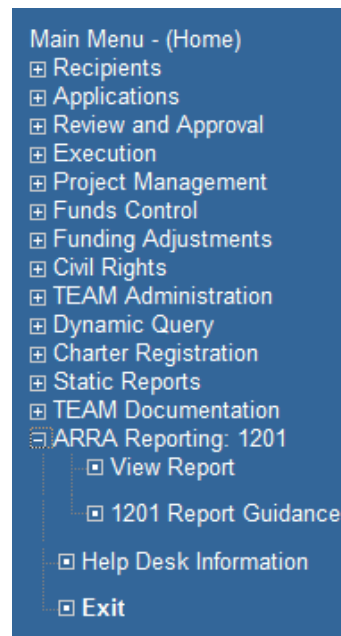 Main Menu - (Home)
Recipients
Applications
Review and Approval
Execution
Project Management
Funds Control
Funding Adjustments
Civil Rights
TEAM Administration
Dynamic Query
Charter Registration
Static Reports
TEAM Documentation
ARRA Reporting: 1201
View Report
1201 Report Guidance
Help Desk Information
Exit